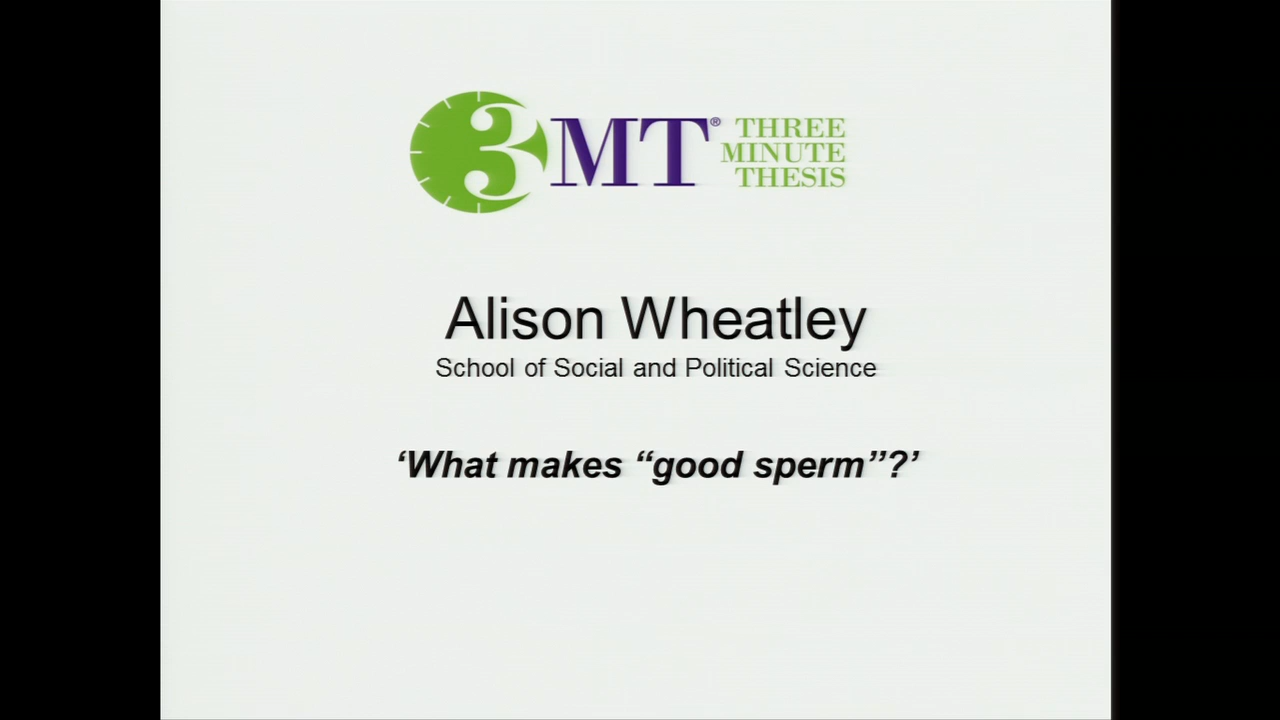 3MT® THREE
MINUTE
THESIS
Alison Wheatley
School of Social and Political Science
‘What makes “good sperm”?’